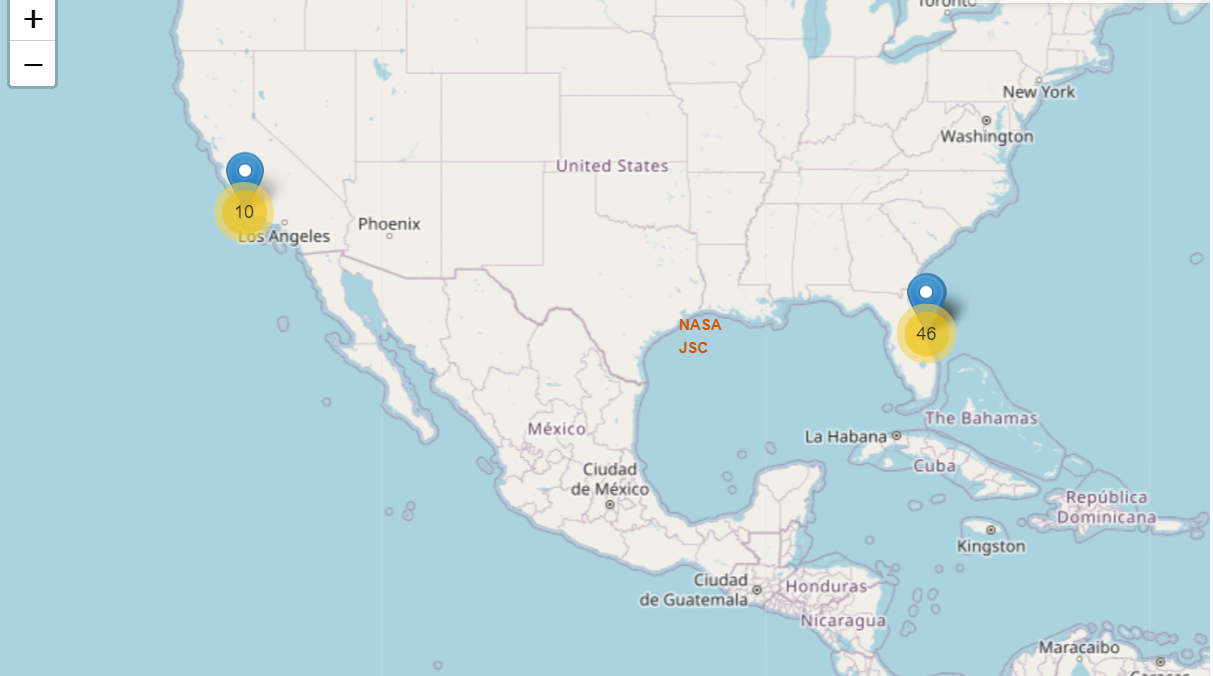 +
−
Toronto
New York
Washington
United States
10
Los Angeles
Phoenix
NASA
JSC
46
The Bahamas
La Habana
Cuba
México
Ciudad
de México
República
Dominicana
Kingston
Ciudad
de Guatemala
Honduras
Nicaragua
Maracaibo
Caracas